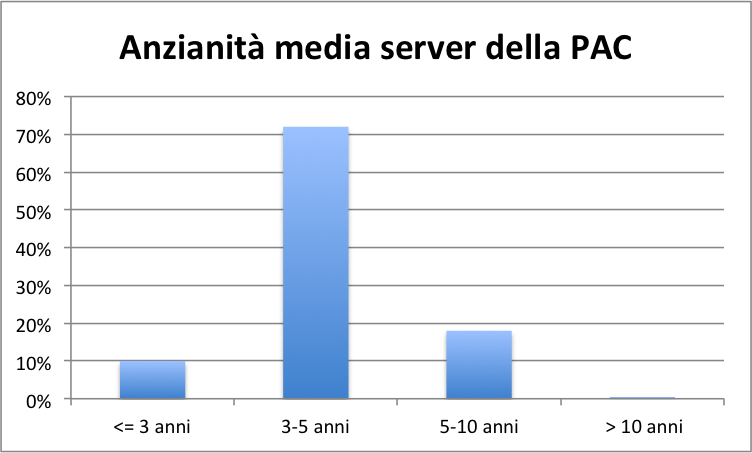 Anzianità media server della PAC
80%
70%
60%
50%
40%
30%
20%
10%
0%
<= 3 anni
3-5 anni
5-10 anni
> 10 anni